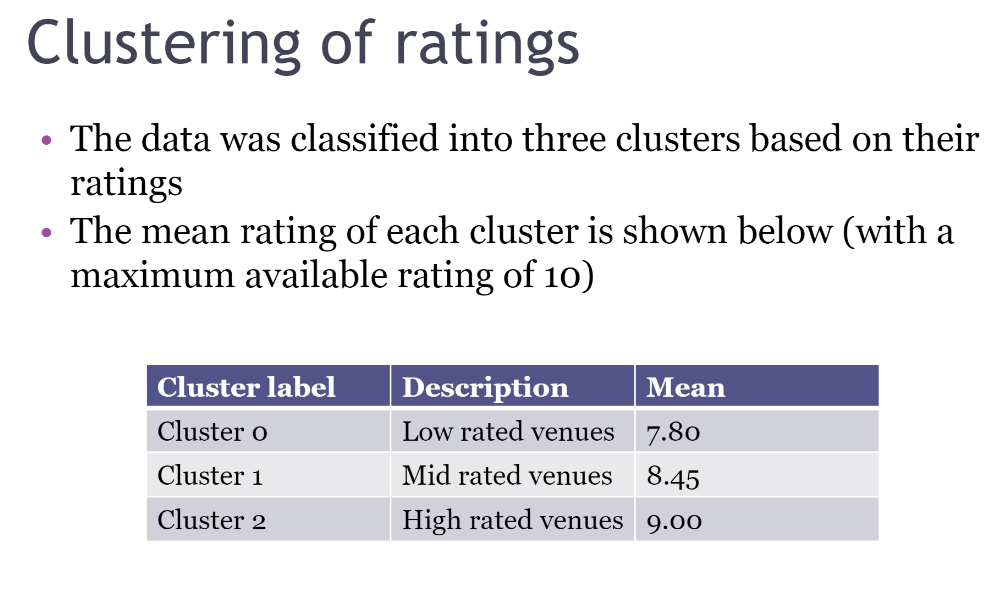 Clustering of ratings
• The data was classified into three clusters based on their
ratings
• The mean rating of each cluster is shown below (with a
maximum available rating of 10)
Cluster label Description Mean
Cluster 0 Low rated venues 7.80
Cluster 1 Mid rated venues 8.45
Cluster 2 High rated venues 9.00